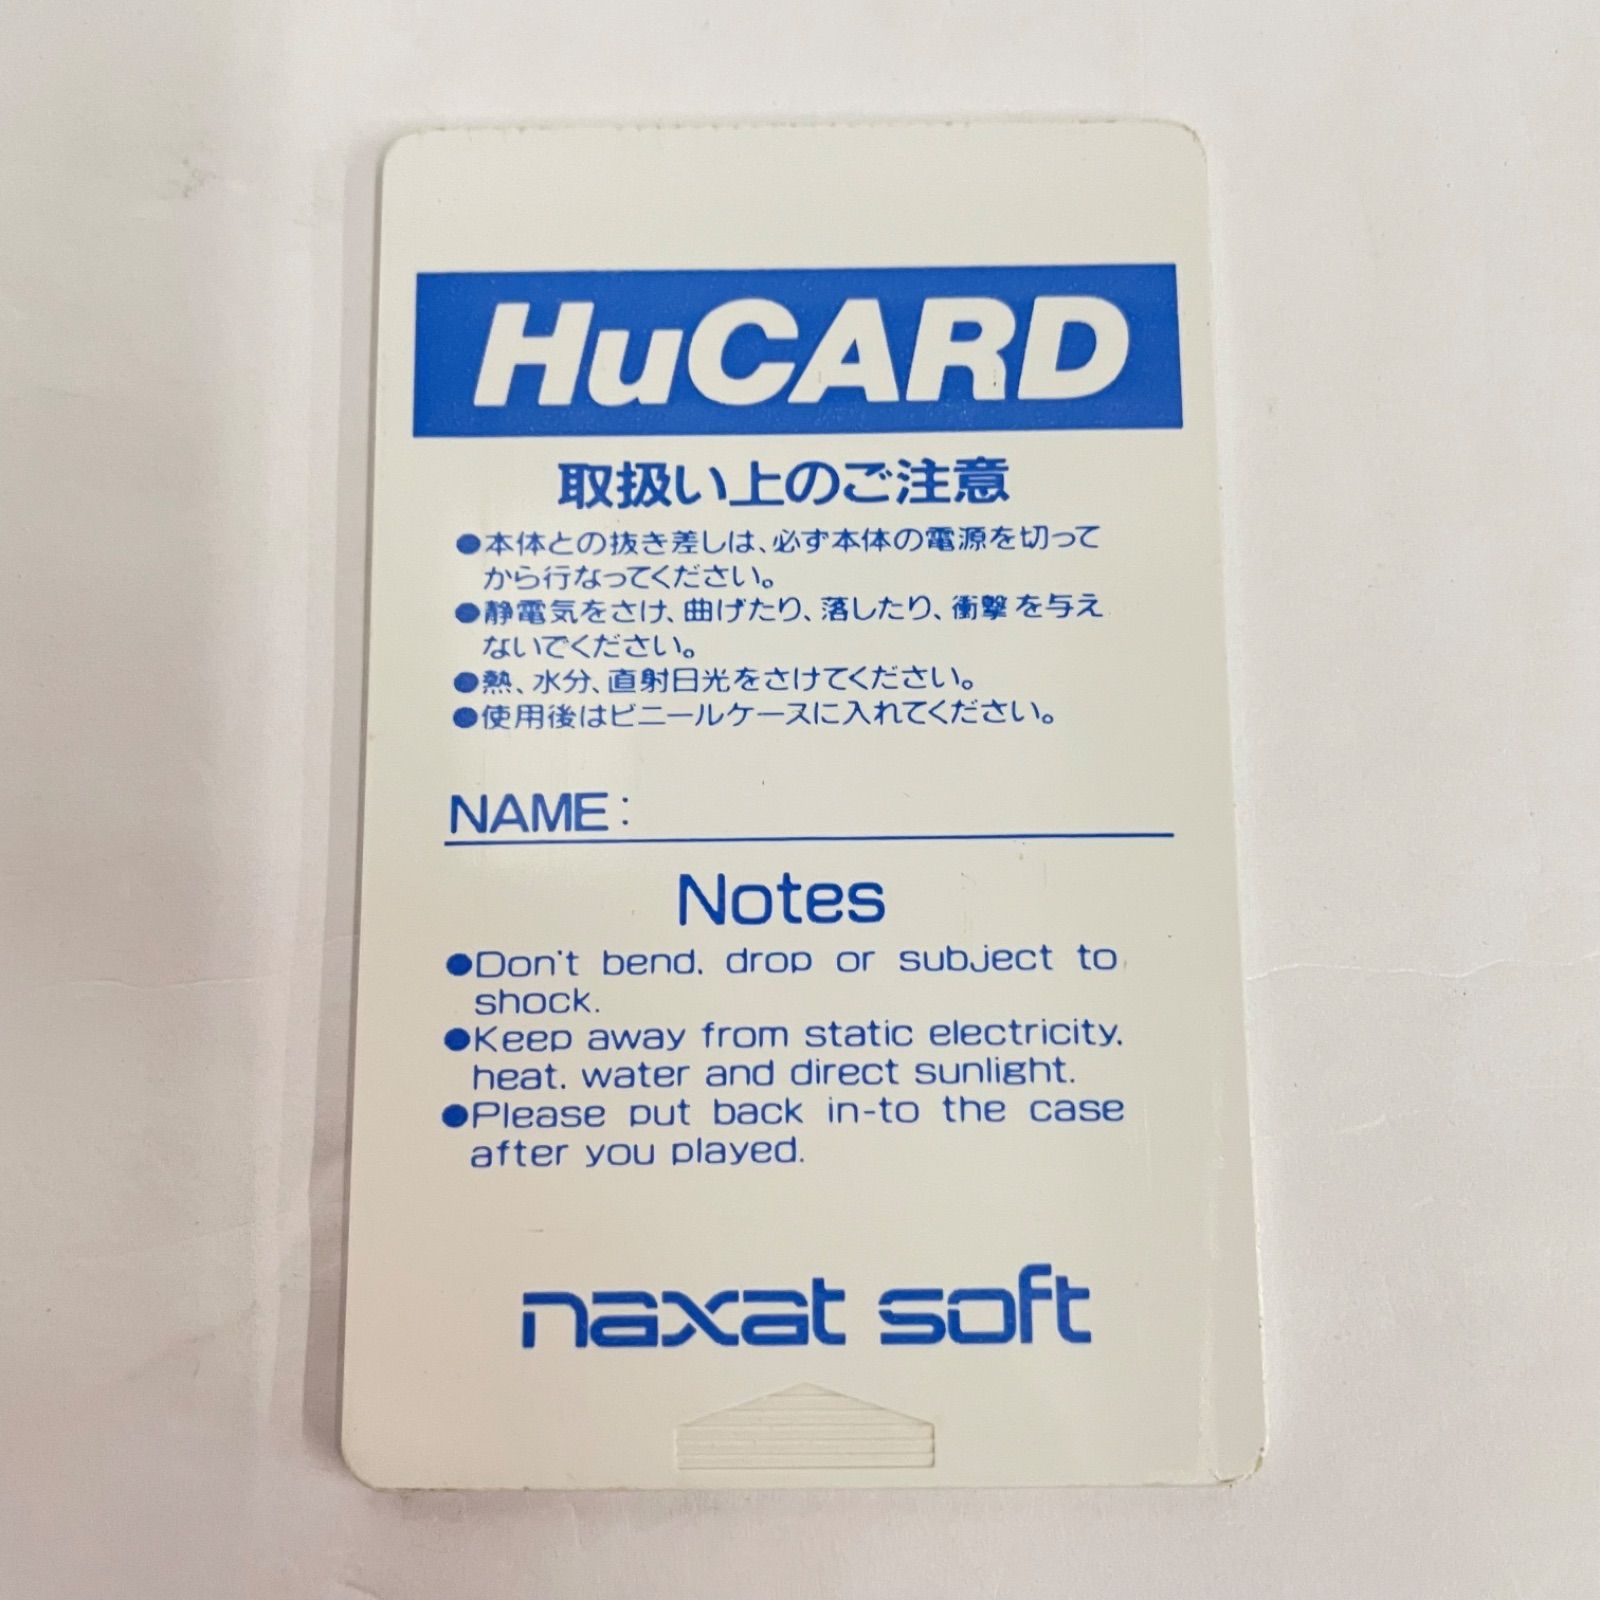 HuCARD
取扱い上のご注意
●本体との抜き差しは、必ず本体の電源を切って
から行なってください。
●静電気をさけ、曲げたり、落したり、衝撃を与え
ないでください。
●熱、水分、直射日光をさけてください。
●使用後はビニールケースに入れてください。
NAME:
Notes
●Don't bend. drop or subject to
shock.
●Keep away from static electricity.
heat. water and direct sunlight.
●Please put back in-to the case
after you played.
naxat soft